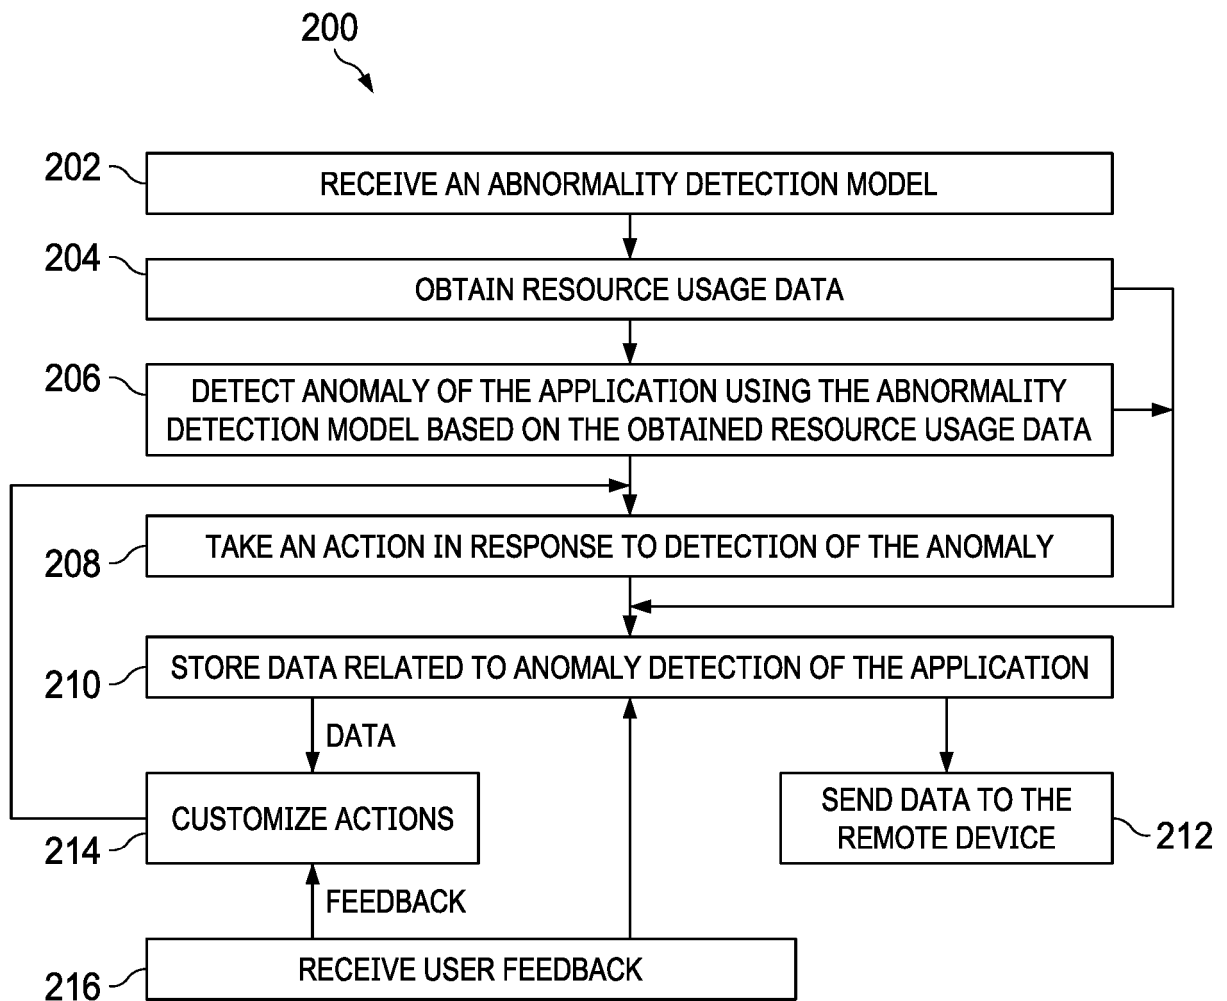 200
202
RECEIVE AN ABNORMALITY DETECTION MODEL
204
OBTAIN RESOURCE USAGE DATA
206
DETECT ANOMALY OF THE APPLICATION USING THE ABNORMALITY
DETECTION MODEL BASED ON THE OBTAINED RESOURCE USAGE DATA
208
TAKE AN ACTION IN RESPONSE TO DETECTION OF THE ANOMALY
210
STORE DATA RELATED TO ANOMALY DETECTION OF THE APPLICATION
DATA
214
CUSTOMIZE ACTIONS
SEND DATA TO THE
REMOTE DEVICE
212
FEEDBACK
216
RECEIVE USER FEEDBACK